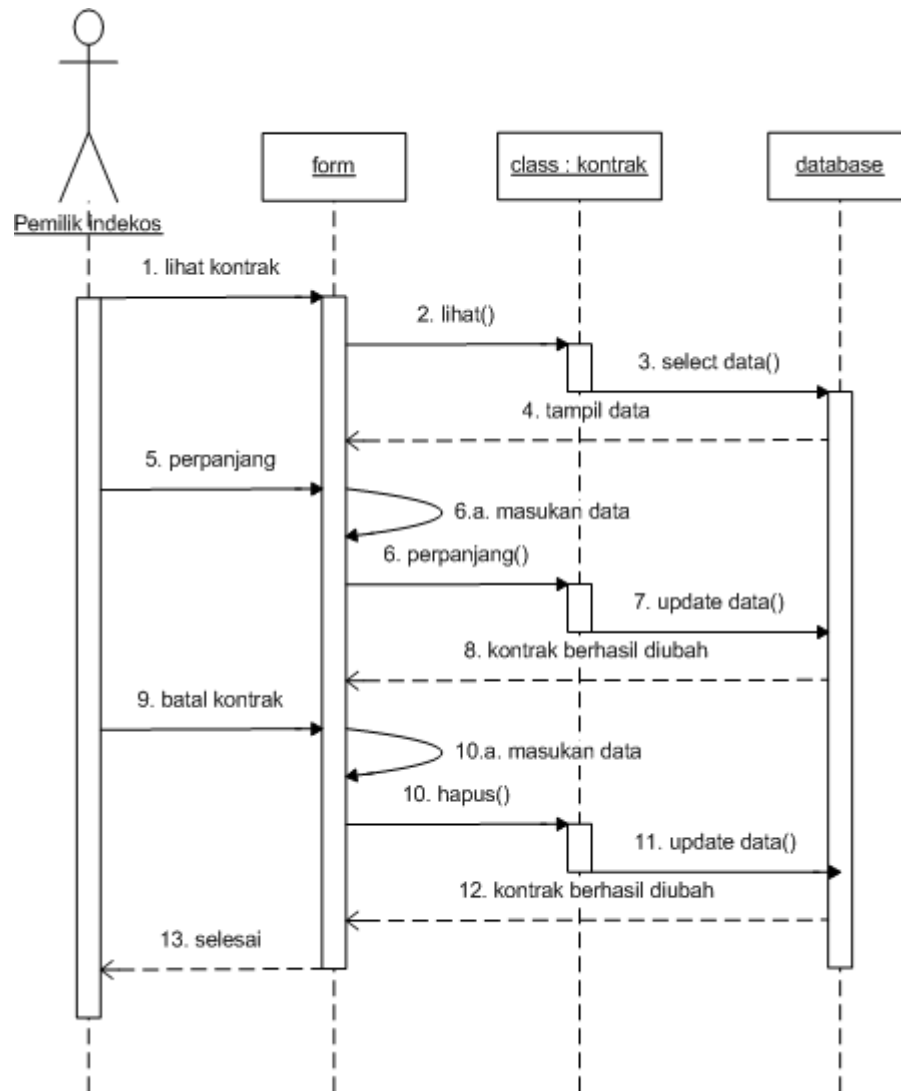 form
class : kontrak
database
Pemilik indekos
1. lihat kontrak
2. lihat()
3. select data()
4. tampil data
5. perpanjang
6.a. masukan data
6. perpanjang()
7. update data()
8. kontrak berhasil diubah
9. batal kontrak
10.a. masukan data
10. hapus()
11. update data()
12. kontrak berhasil diubah
13. selesai